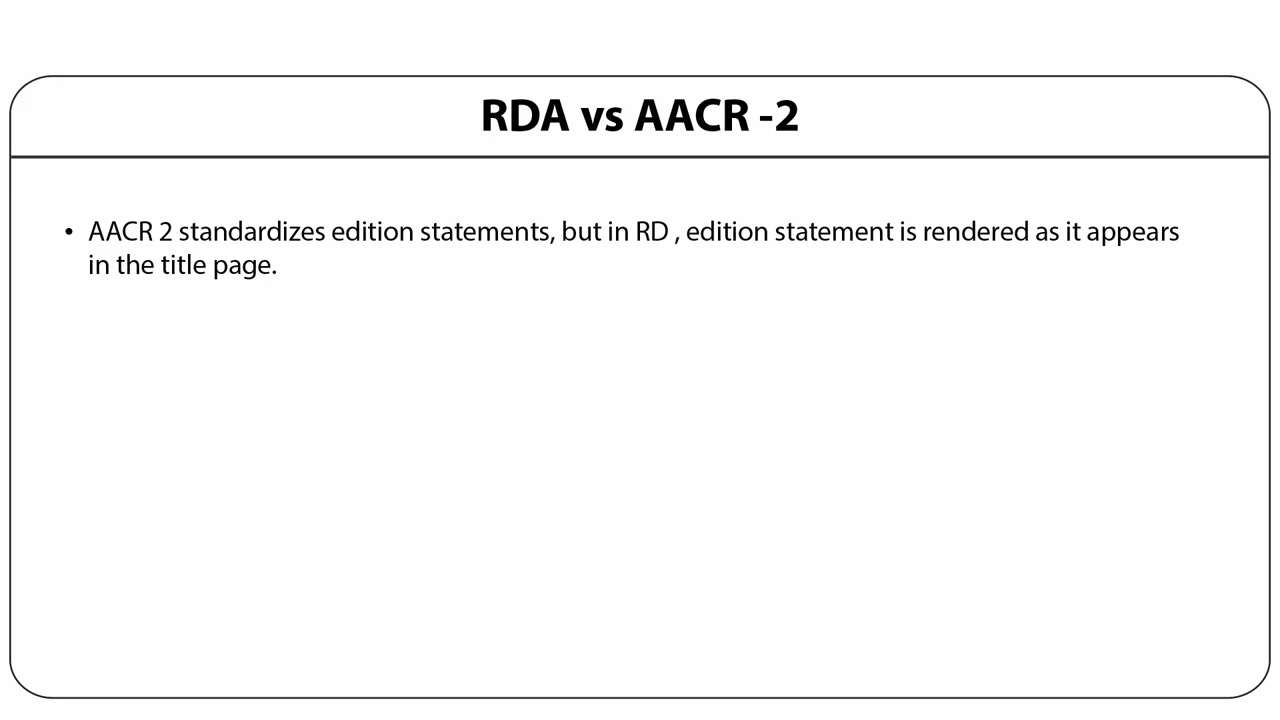 RDA vs AACR -2
• AACR 2 standardizes edition statements, but in RD , edition statement is rendered as it appears
in the title page.